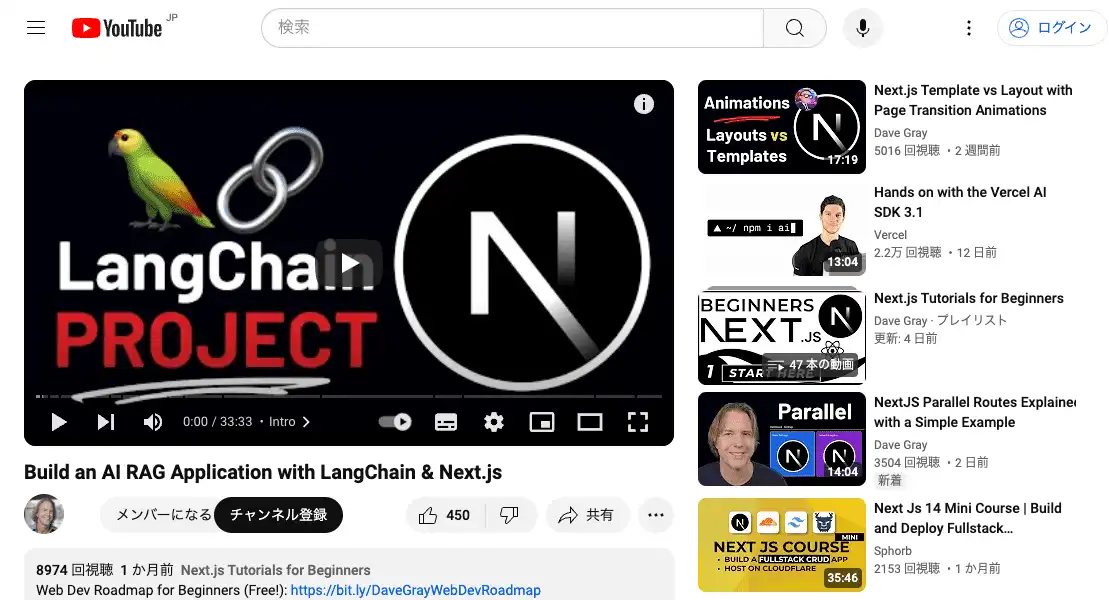 YouTube JP
検索
ログイン
LangChain
PROJECT
0:00 / 33:33 • Intro
Build an AI RAG Application with LangChain & Next.js
メンバーになる
チャンネル登録
450
共有
8974 回視聴 1 か月前 Next.js Tutorials for Beginners
Web Dev Roadmap for Beginners (Free!): https://bit.ly/DaveGrayWebDevRoadmap
Animations
Layouts vs
Templates
17:19
Next.js Template vs Layout with
Page Transition Animations
Dave Gray
5016 回視聴 ・2 週間前
▲ ~/ npm i ai
13:04
Hands on with the Vercel AI
SDK 3.1
Vercel
2.2万 回視聴 ・12 日前
BEGINNERS
NEXT.JS
1 START HERE
47 本の動画
Next.js Tutorials for Beginners
Dave Gray · プレイリスト
更新: 4 日前
Parallel
14:04
NextJS Parallel Routes Explained
with a Simple Example
Dave Gray
3504 回視聴 ・2 日前
新着
MINI
NEXT JS COURSE
• BUILD A FULLSTACK CRUD APP
• HOST ON CLOUDFLARE
35:46
Next Js 14 Mini Course | Build
and Deploy Fullstack…
Sphorb
2153 回視聴 ・1 か月前